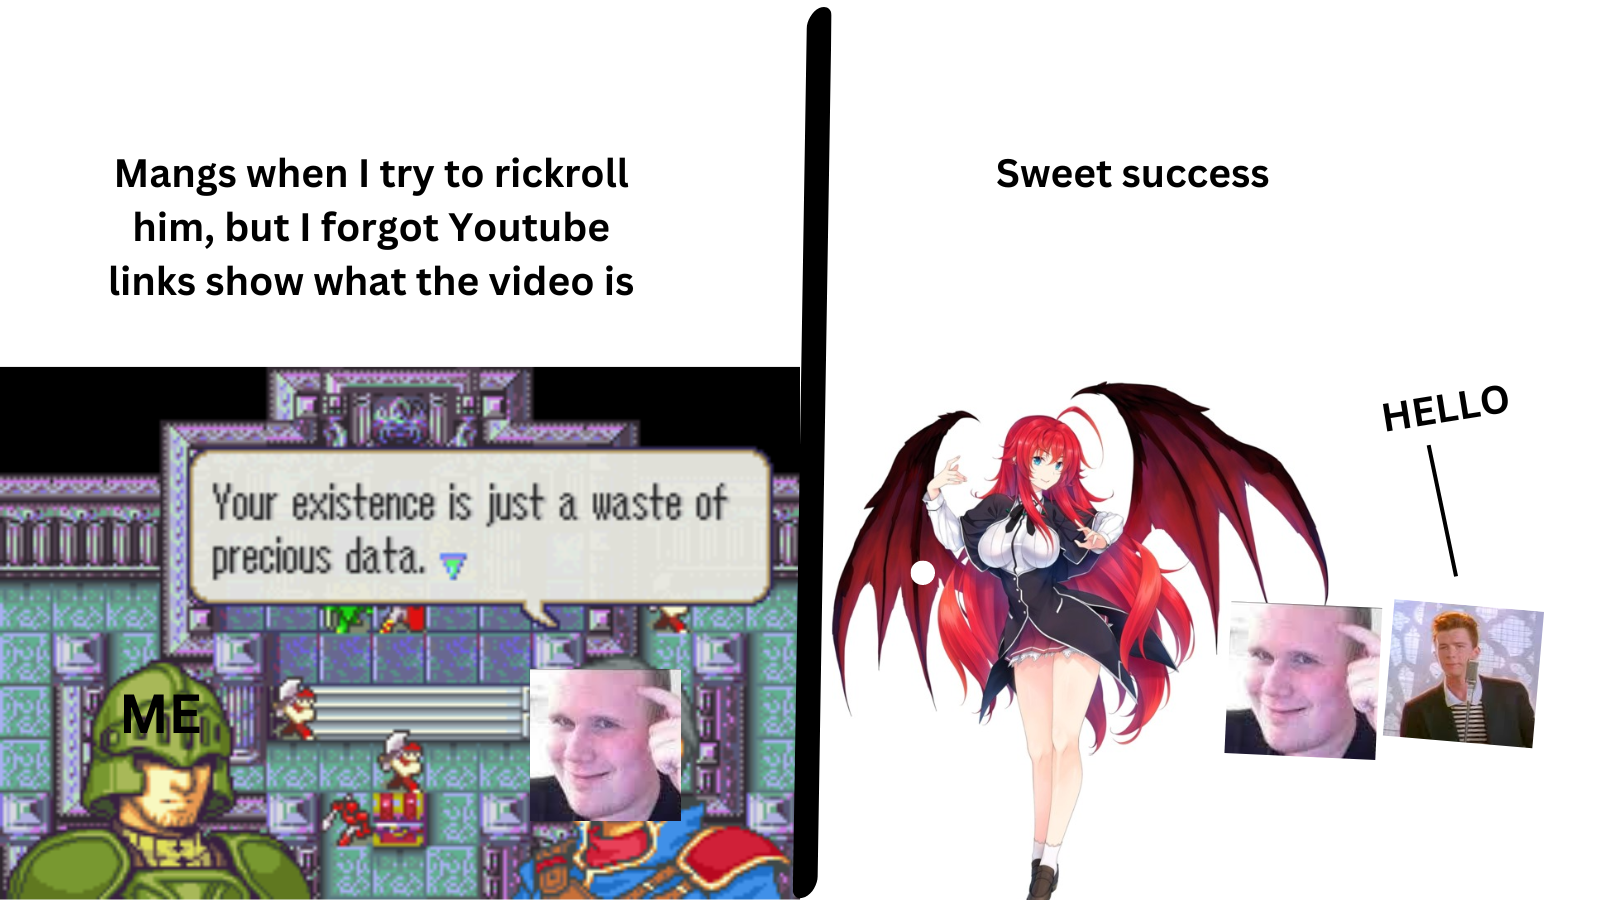 Mangs when I try to rickroll
him, but I forgot Youtube
links show what the video is
Your existence is just a waste of
precious data.
ME
Sweet success
HELLO